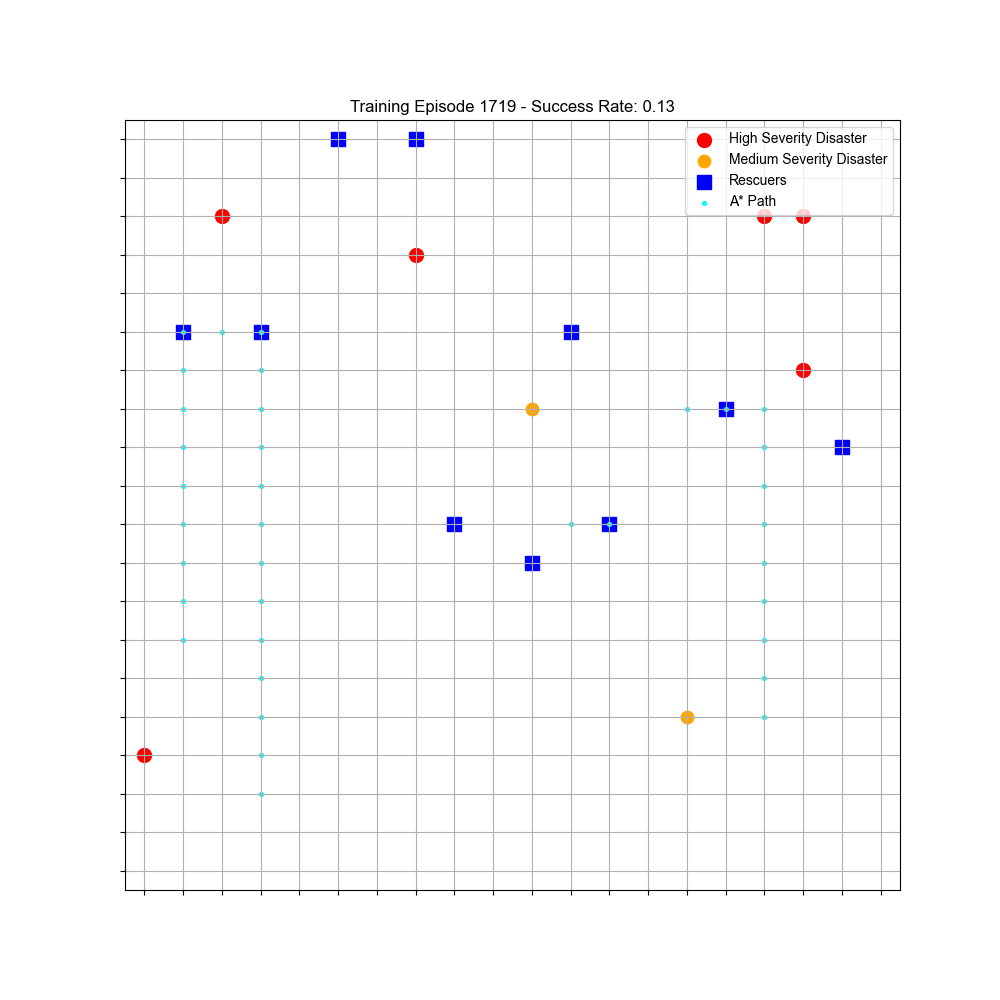 Training Episode 1719 - Success Rate: 0.13
High Severity Disaster
Medium Severity Disaster
Rescuers
A* Path